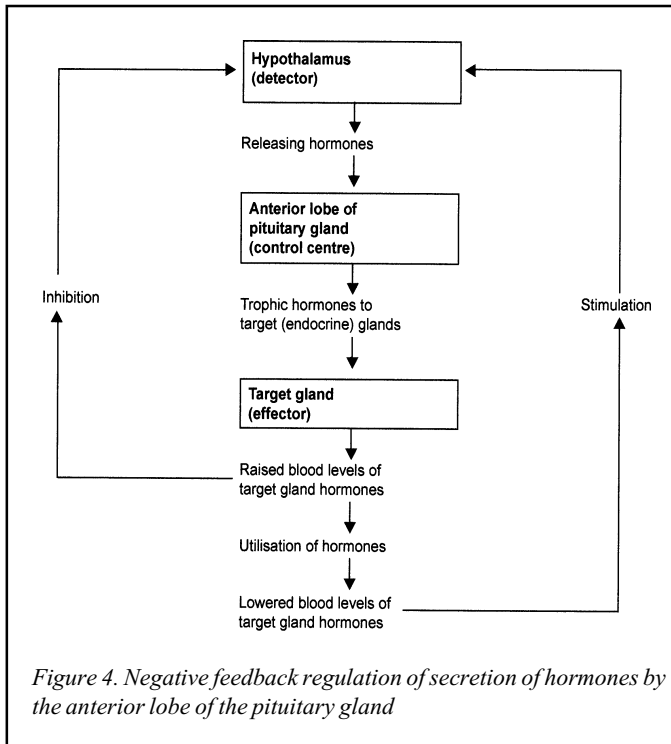 Hypothalamus
(detector)
Releasing hormones
Anterior lobe of
pituitary gland
(control centre)
Inhibition
Trophic hormones to
target (endocrine) glands
Stimulation
Target gland
(effector)
Raised blood levels of
target gland hormones
Utilisation of hormones
Lowered blood levels of
target gland hormones
Figure 4. Negative feedback regulation of secretion of hormones by
the anterior lobe of the pituitary gland